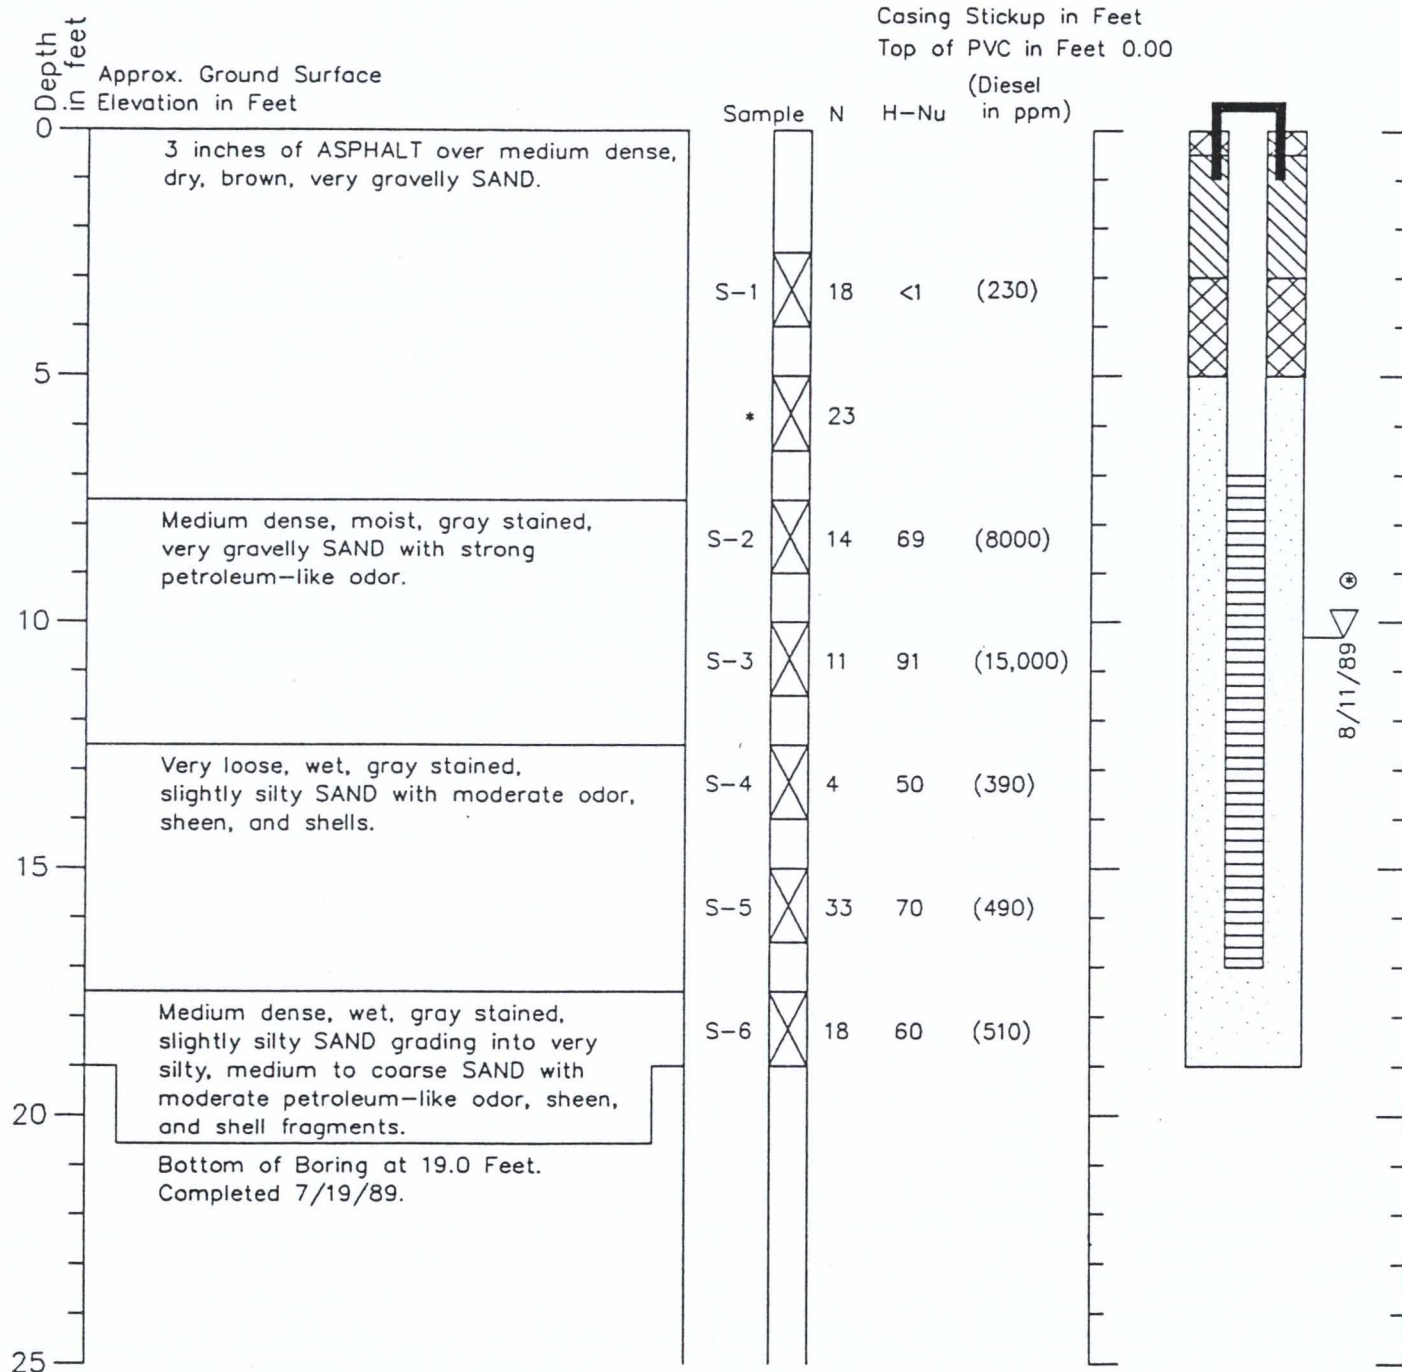 Casing Stickup in Feet
Top of PVC in Feet 0.00
Depth
in feet
Approx. Ground Surface
Elevation in Feet
Sample N H-Nu (Diesel
in ppm)
0
3 inches of ASPHALT over medium dense,
dry, brown, very gravelly SAND.
S-1 18 <1 (230)
5
* 23
Medium dense, moist, gray stained,
very gravelly SAND with strong
petroleum-like odor.
S-2 14 69 (8000)
10
S-3 11 91 (15,000)
8/11/89 *
Very loose, wet, gray stained,
slightly silty SAND with moderate odor,
sheen, and shells.
S-4 4 50 (390)
15
S-5 33 70 (490)
Medium dense, wet, gray stained,
slightly silty SAND grading into very
silty, medium to coarse SAND with
moderate petroleum-like odor, sheen,
and shell fragments.
S-6 18 60 (510)
20
Bottom of Boring at 19.0 Feet.
Completed 7/19/89.
25